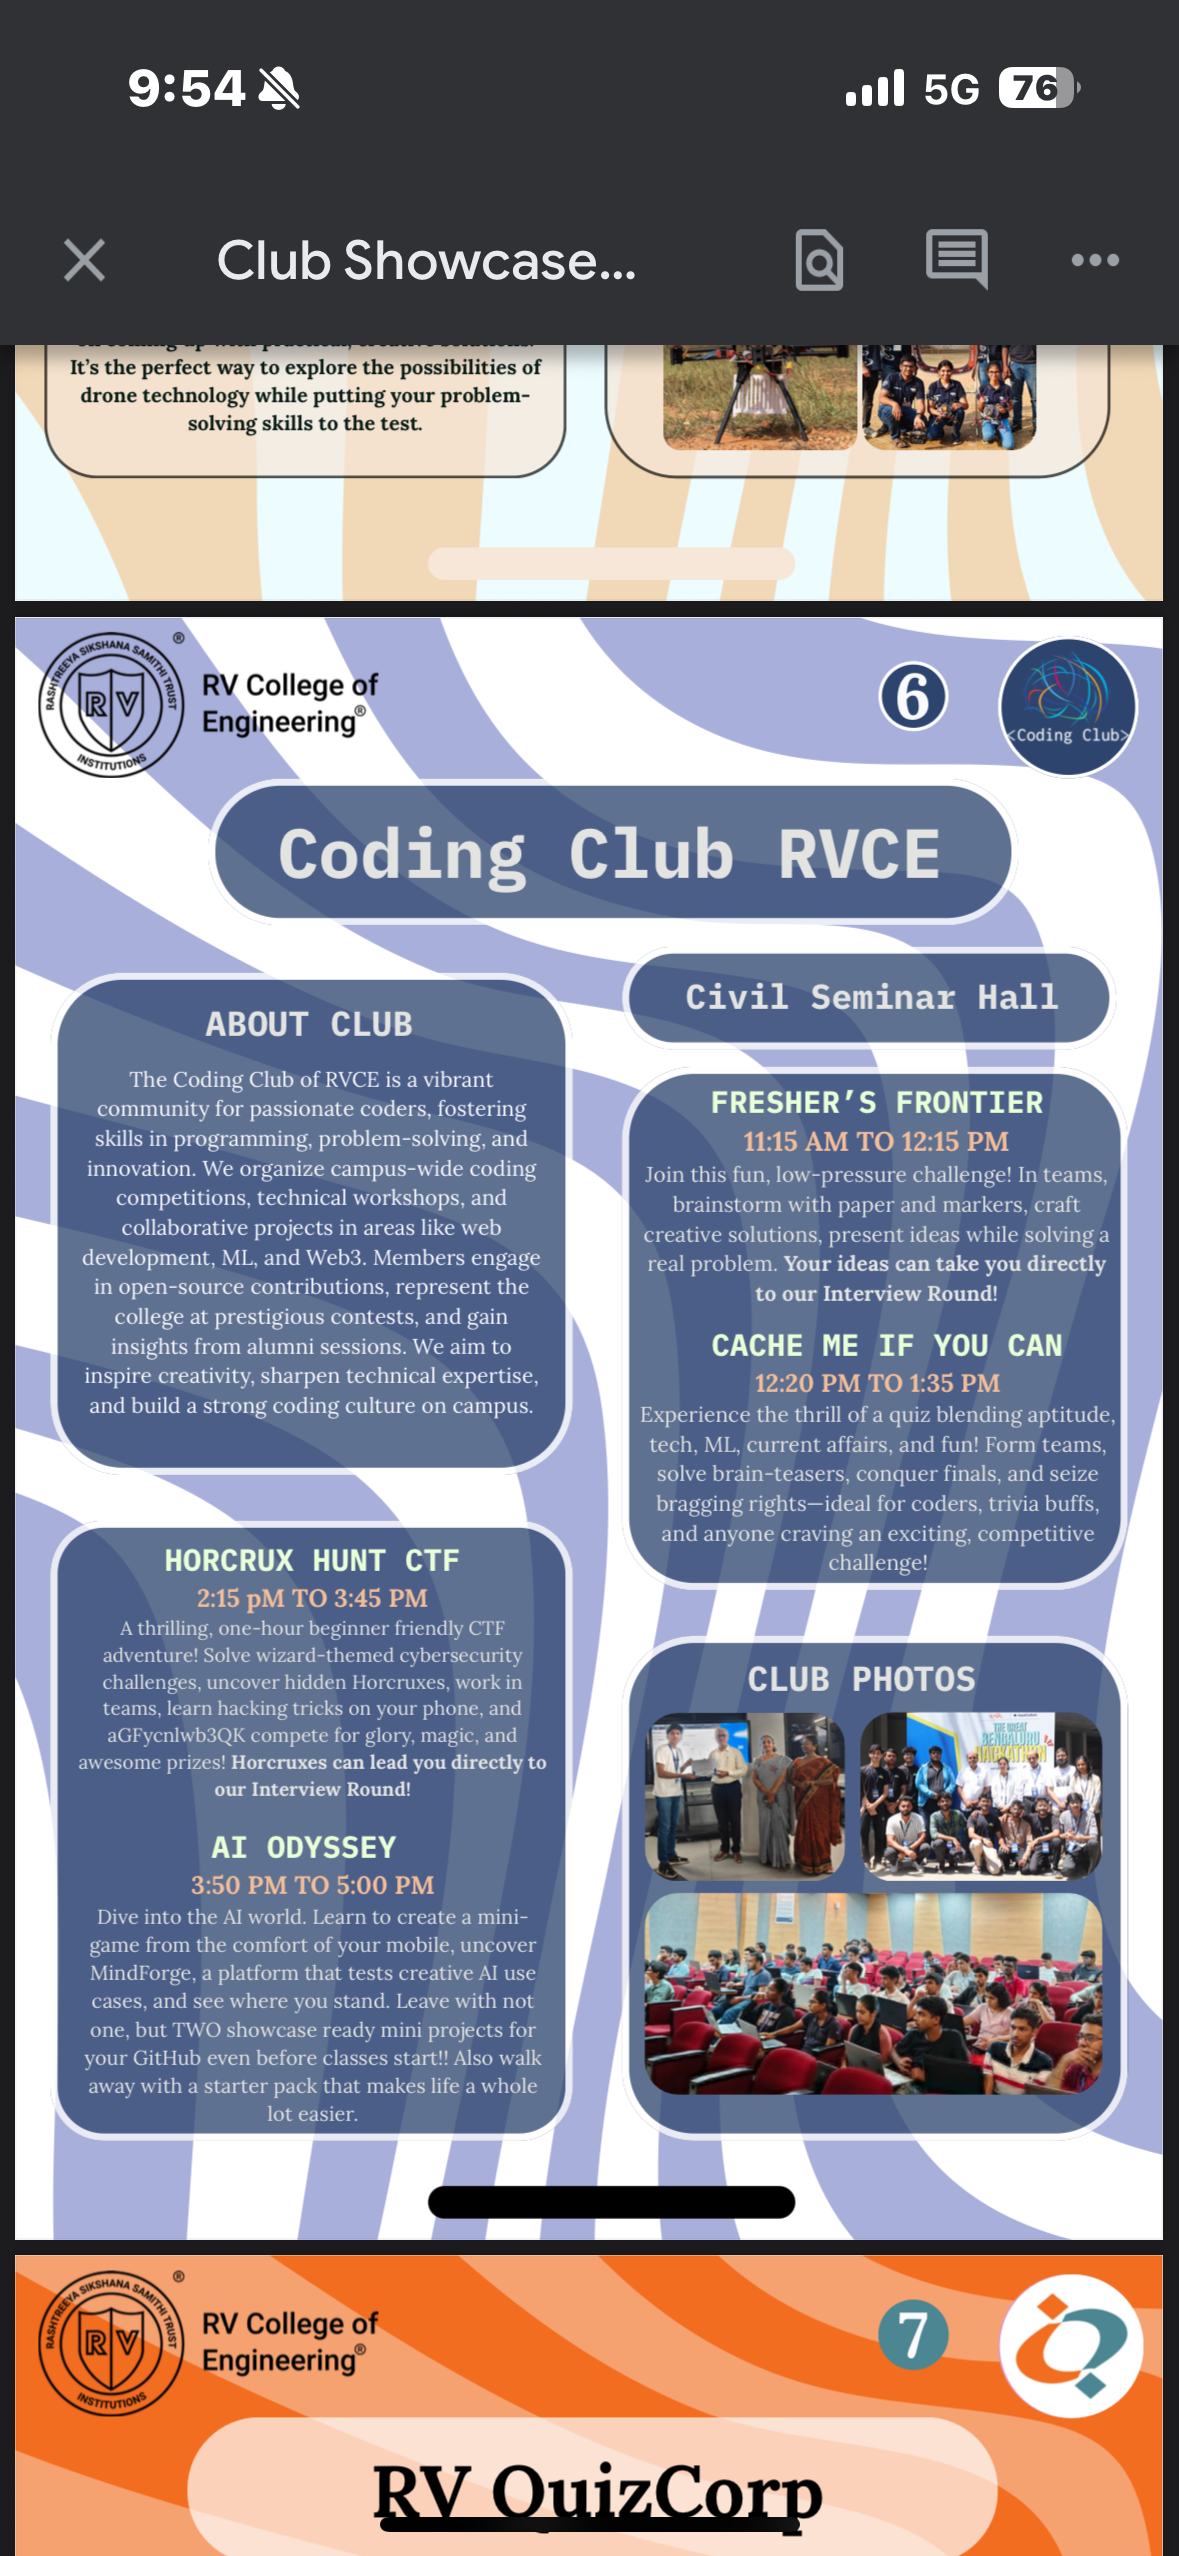 9:54
5G
76
Club Showcase...
It's the perfect way to explore the possibilities of
drone technology while putting your problem-
solving skills to the test.
RASHTREEYA SIKSHANA SAMITHI TRUST
RV
INSTITUTIONS
®
RV College of
Engineering®
6
<Coding Club>
Coding Club RVCE
ABOUT CLUB
The Coding Club of RVCE is a vibrant
community for passionate coders, fostering
skills in programming, problem-solving, and
innovation. We organize campus-wide coding
competitions, technical workshops, and
collaborative projects in areas like web
development, ML, and Web3. Members engage
in open-source contributions, represent the
college at prestigious contests, and gain
insights from alumni sessions. We aim to
inspire creativity, sharpen technical expertise,
and build a strong coding culture on campus.
Civil Seminar Hall
FRESHER'S FRONTIER
11:15 AM TO 12:15 PM
Join this fun, low-pressure challenge! In teams,
brainstorm with paper and markers, craft
creative solutions, present ideas while solving a
real problem. Your ideas can take you directly
to our Interview Round!
CACHE ME IF YOU CAN
12:20 PM TO 1:35 PM
Experience the thrill of a quiz blending aptitude,
tech, ML, current affairs, and fun! Form teams,
solve brain-teasers, conquer finals, and seize
bragging rights—ideal for coders, trivia buffs,
and anyone craving an exciting, competitive
challenge!
HORCRUX HUNT CTF
2:15 pM TO 3:45 PM
A thrilling, one-hour beginner friendly CTF
adventure! Solve wizard-themed cybersecurity
challenges, uncover hidden Horcruxes, work in
teams, learn hacking tricks on your phone, and
aGFycnlwb3QK compete for glory, magic, and
awesome prizes! Horcruxes can lead you directly to
our Interview Round!
AI ODYSSEY
3:50 PM TO 5:00 PM
Dive into the AI world. Learn to create a mini-
game from the comfort of your mobile, uncover
MindForge, a platform that tests creative AI use
cases, and see where you stand. Leave with not
one, but TWO showcase ready mini projects for
your GitHub even before classes start!! Also walk
away with a starter pack that makes life a whole
lot easier.
CLUB PHOTOS
THE GREAT
BENGALURU
HACKATHON
RASHTREEYA SIKSHANA SAMITHI TRUST
RV
INSTITUTIONS
®
RV College of
Engineering®
7
RV QuizCorp